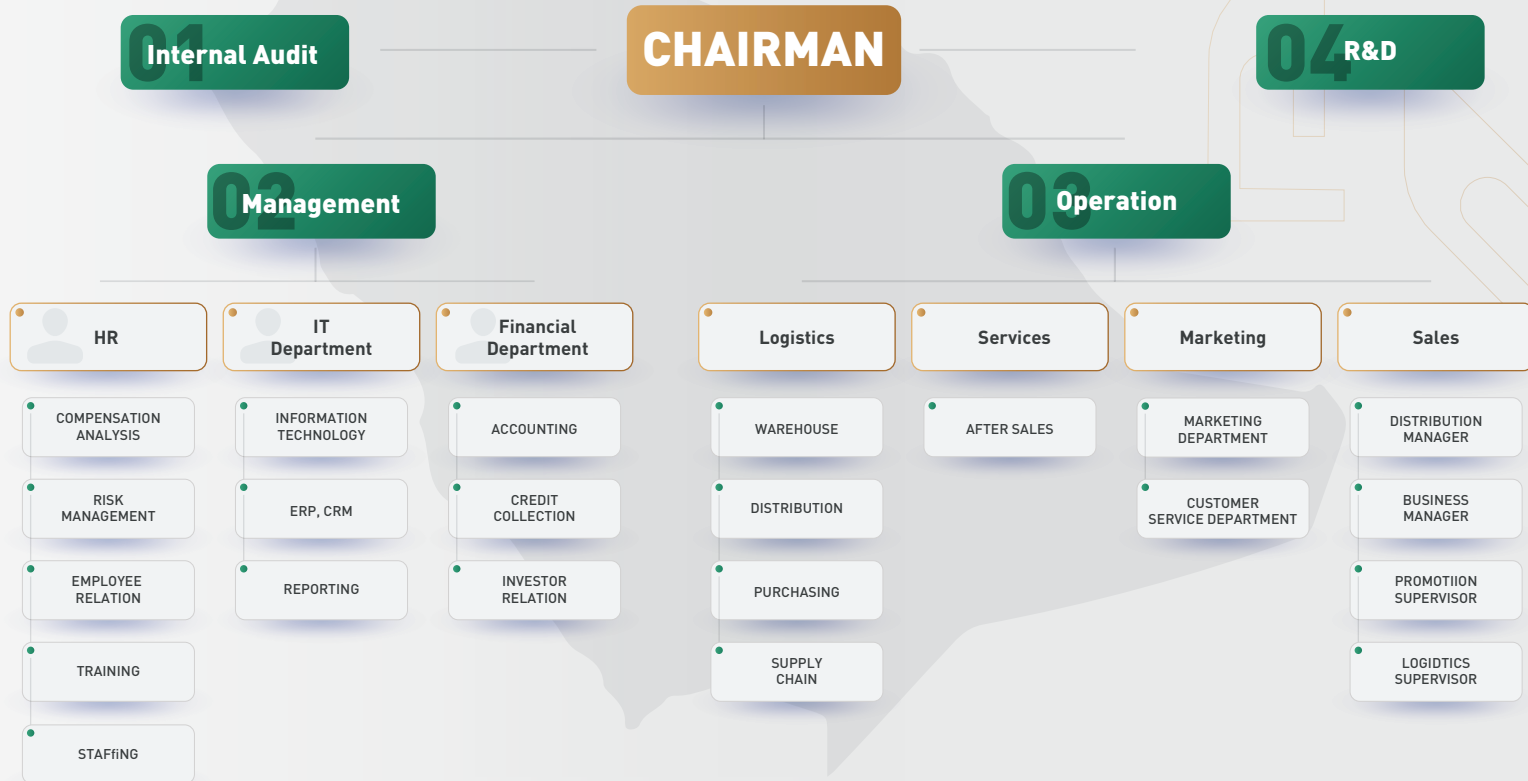 01
Internal Audit
CHAIRMAN
04
R&D
02
Management
03
Operation
HR
IT
Department
Financial
Department
Logistics
Services
Marketing
Sales
COMPENSATION
ANALYSIS
RISK
MANAGEMENT
EMPLOYEE
RELATION
TRAINING
STAFfiNG
INFORMATION
TECHNOLOGY
ERP, CRM
REPORTING
ACCOUNTING
CREDIT
COLLECTION
INVESTOR
RELATION
WAREHOUSE
DISTRIBUTION
PURCHASING
SUPPLY
CHAIN
AFTER SALES
MARKETING
DEPARTMENT
CUSTOMER
SERVICE DEPARTMENT
DISTRIBUTION
MANAGER
BUSINESS
MANAGER
PROMOTIION
SUPERVISOR
LOGIDTICS
SUPERVISOR